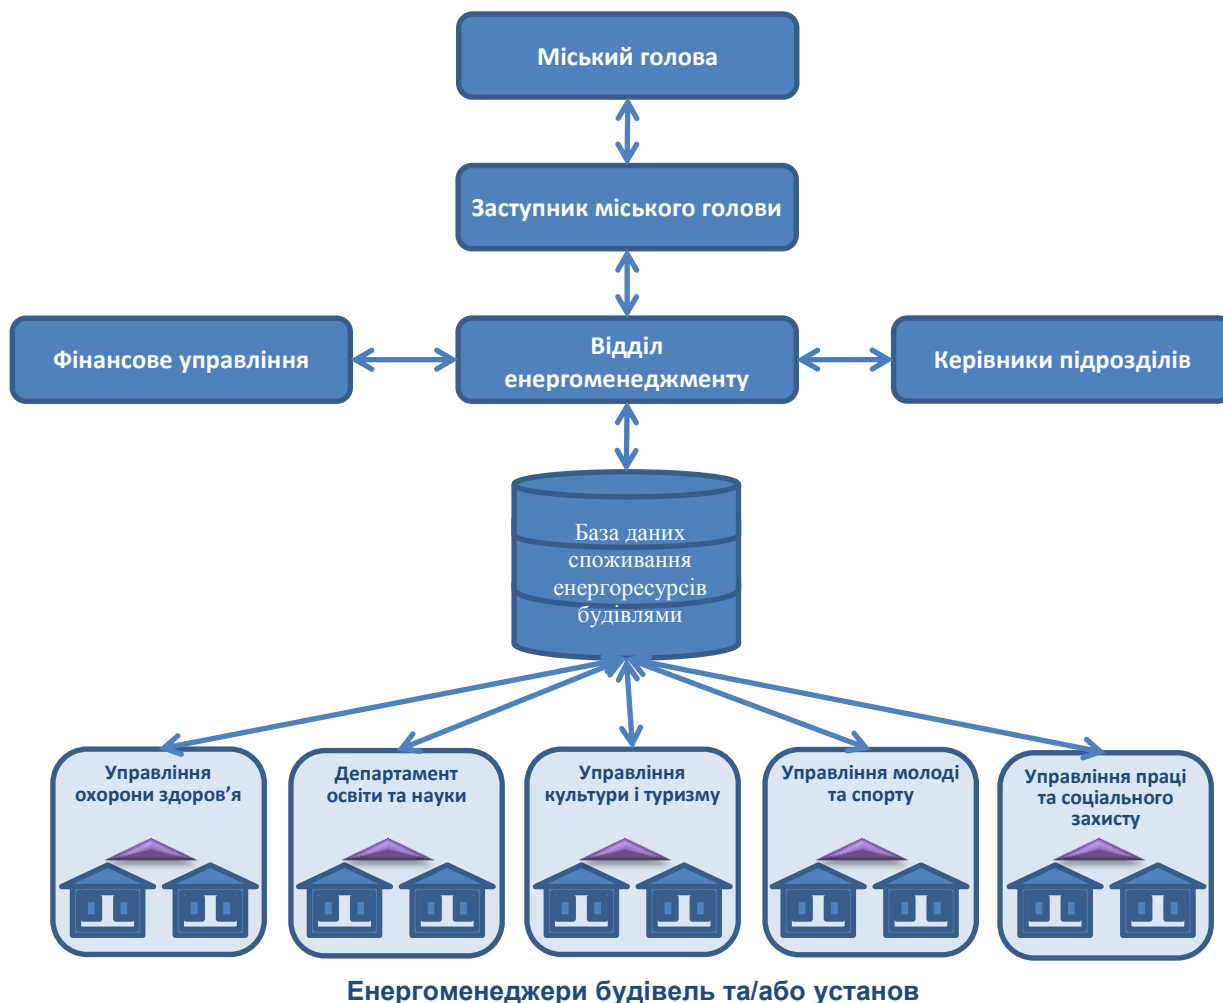 Міський голова
Заступник міського голови
Фінансове управління
Відділ
енергоменеджменту
Керівники підрозділів
База даних
споживання
енергоресурсів
будівлями
Управління
охорони здоров’я
Департамент
освіти та науки
Управління
культури і туризму
Управління молоді
та спорту
Управління праці
та соціального
захисту
Енергоменеджери будівель та/або установ